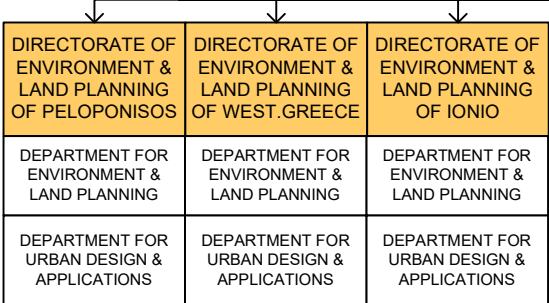 DIRECTORATE OF
ENVIRONMENT &
LAND PLANNING
OF PELOPONISOS
DIRECTORATE OF
ENVIRONMENT &
LAND PLANNING
OF WEST.GREECE
DIRECTORATE OF
ENVIRONMENT &
LAND PLANNING
OF IONIO
DEPARTMENT FOR
ENVIRONMENT &
LAND PLANNING
DEPARTMENT FOR
ENVIRONMENT &
LAND PLANNING
DEPARTMENT FOR
ENVIRONMENT &
LAND PLANNING
DEPARTMENT FOR
URBAN DESIGN &
APPLICATIONS
DEPARTMENT FOR
URBAN DESIGN &
APPLICATIONS
DEPARTMENT FOR
URBAN DESIGN &
APPLICATIONS